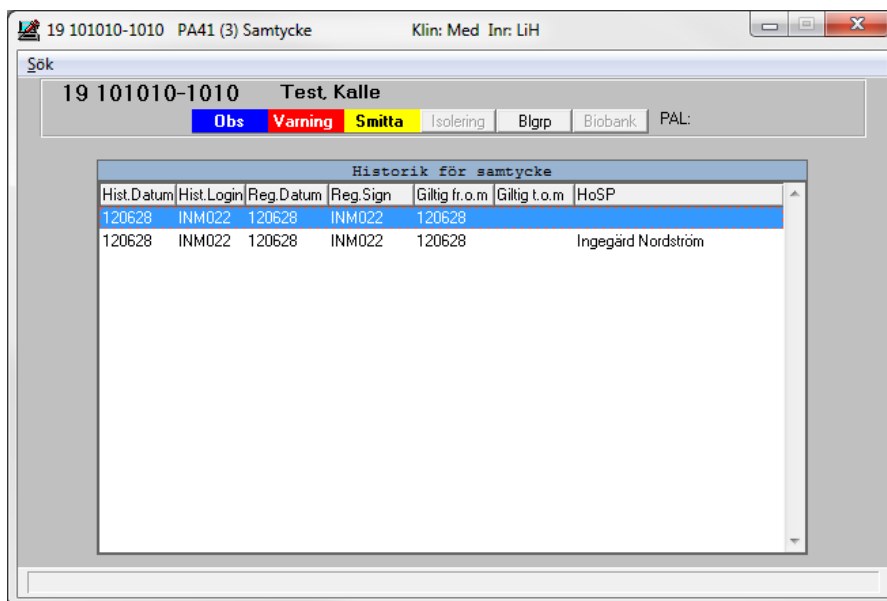 19 101010-1010 PA41 (3) Samtycke Klin: Med Inr: LiH
Sök
19 101010-1010 Test, Kalle
Obs Varning Smitta Isolering Blgrp Biobank PAL:
Historik för samtycke
Hist.Datum Hist.Login Reg.Datum Reg.Sign Giltig fr.o.m Giltig t.o.m HoSP
120628 INM022 120628 INM022 120628
120628 INM022 120628 INM022 120628 Ingegärd Nordström